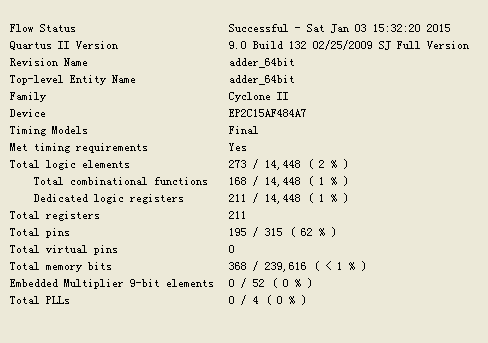 Flow Status Successful - Sat Jan 03 15:32:20 2015
Quartus II Version 9.0 Build 132 02/25/2009 SJ Full Version
Revision Name adder_64bit
Top-level Entity Name adder_64bit
Family Cyclone II
Device EP2C15AF484A7
Timing Models Final
Met timing requirements Yes
Total logic elements 273 / 14,448 ( 2 % )
Total combinational functions 168 / 14,448 ( 1 % )
Dedicated logic registers 211 / 14,448 ( 1 % )
Total registers 211
Total pins 195 / 315 ( 62 % )
Total virtual pins 0
Total memory bits 368 / 239,616 ( < 1 % )
Embedded Multiplier 9-bit elements 0 / 52 ( 0 % )
Total PLLs 0 / 4 ( 0 % )